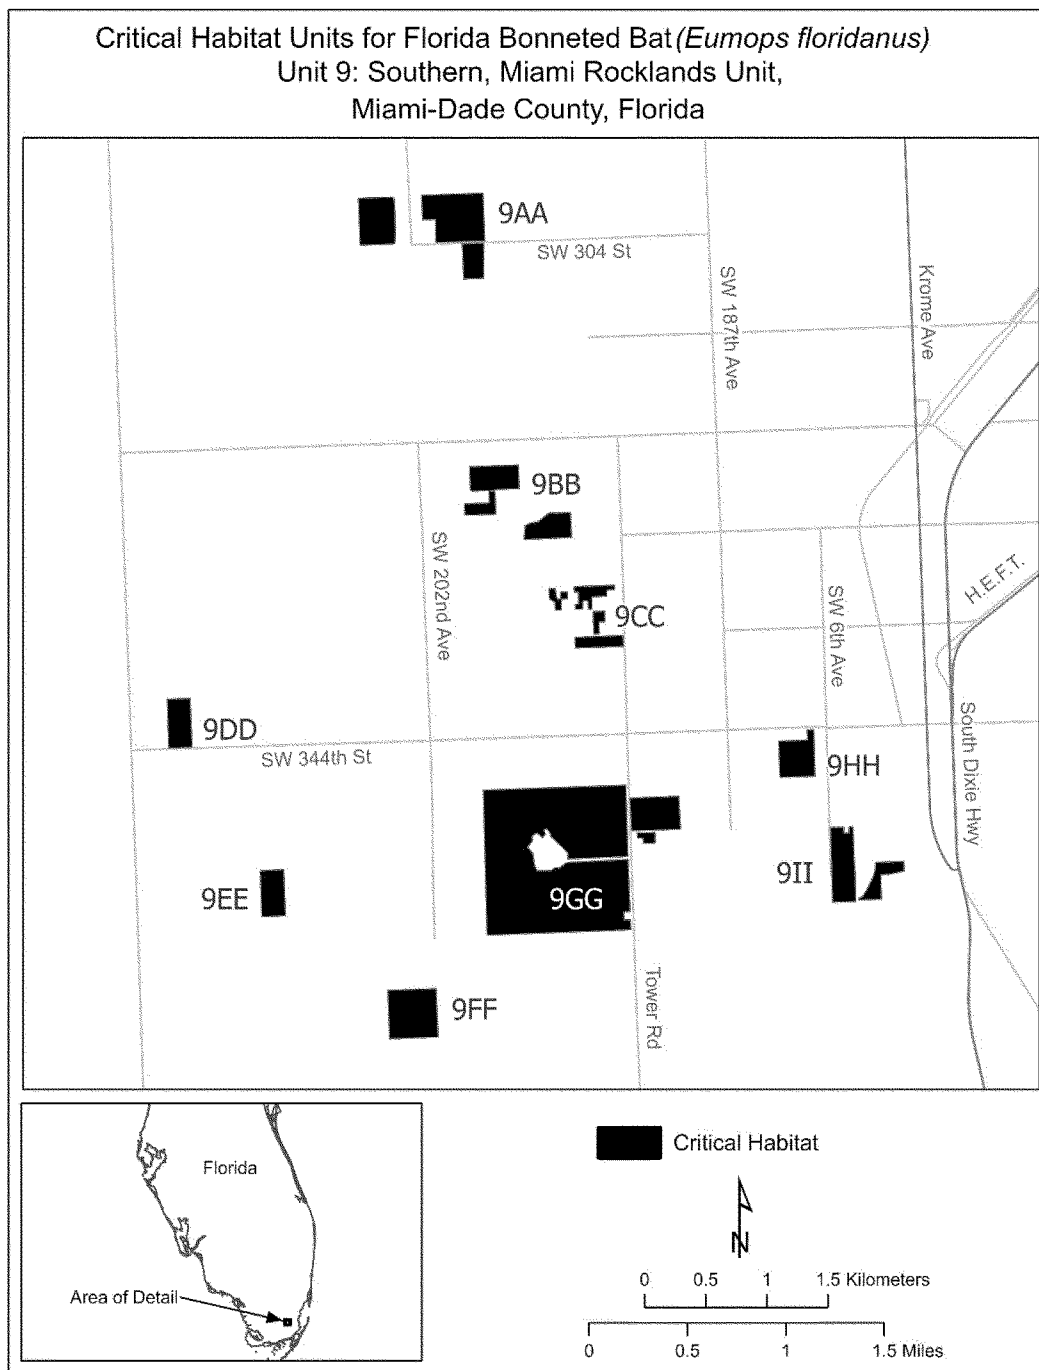 Critical Habitat Units for Florida Bonneted Bat (Eumops floridanus)
Unit 9: Southern, Miami Rocklands Unit,
Miami-Dade County, Florida
9AA
SW 304 St
SW 187th Ave
Krome Ave
9BB
SW 202nd Ave
9CC
SW 6th Ave
H.E.F.T.
9DD
SW 344th St
9HH
South Dixie Hwy
9EE
9GG
9II
9FF
Tower Rd
Florida
Area of Detail
Critical Habitat
N
0 0.5 1 1.5 Kilometers
0 0.5 1 1.5 Miles